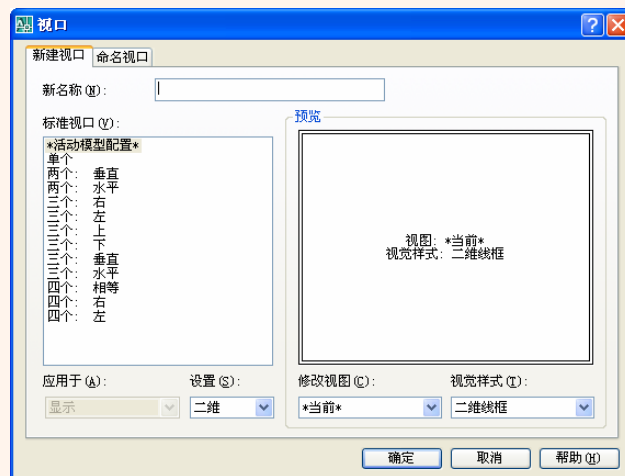 视口
新建视口 命名视口
新名称(N):
标准视口(V):
*活动模型配置*
单个
两个: 垂直
两个: 水平
三个: 右
三个: 左
三个: 上
三个: 下
三个: 垂直
三个: 水平
四个: 相等
四个: 右
四个: 左
预览
视图: *当前*
视觉样式: 二维线框
应用于(A): 设置(S): 修改视图(C): 视觉样式(T):
显示 二维 *当前* 二维线框
确定 取消 帮助(H)